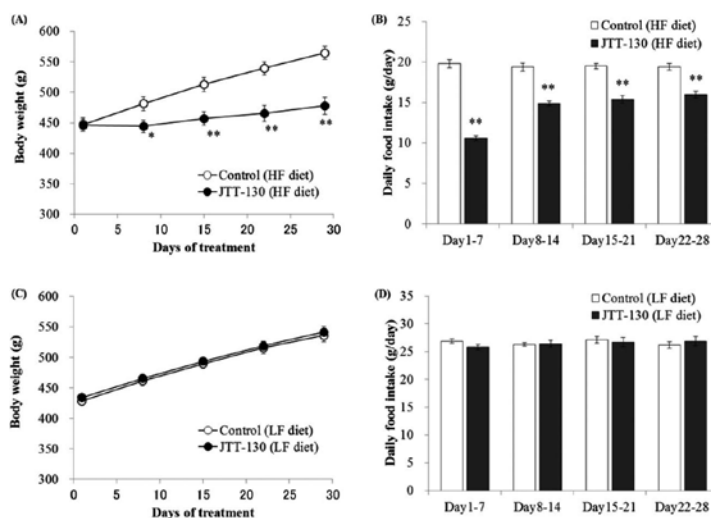 (A)
600
550
500
450
400
350
300
Body weight (g)
*
**
**
**
Control (HF diet)
JTT-130 (HF diet)
0 5 10 15 20 25 30
Days of treatment
(B)
Control (HF diet)
JTT-130 (HF diet)
25
20
15
10
5
0
Daily food intake (g/day)
**
**
**
**
Day1-7 Day8-14 Day15-21 Day22-28
(C)
600
550
500
450
400
350
300
Body weight (g)
Control (LF diet)
JTT-130 (LF diet)
0 5 10 15 20 25 30
Days of treatment
(D)
Control (LF diet)
JTT-130 (LF diet)
35
30
25
20
15
10
5
0
Daily food intake (g/day)
Day1-7 Day8-14 Day15-21 Day22-28